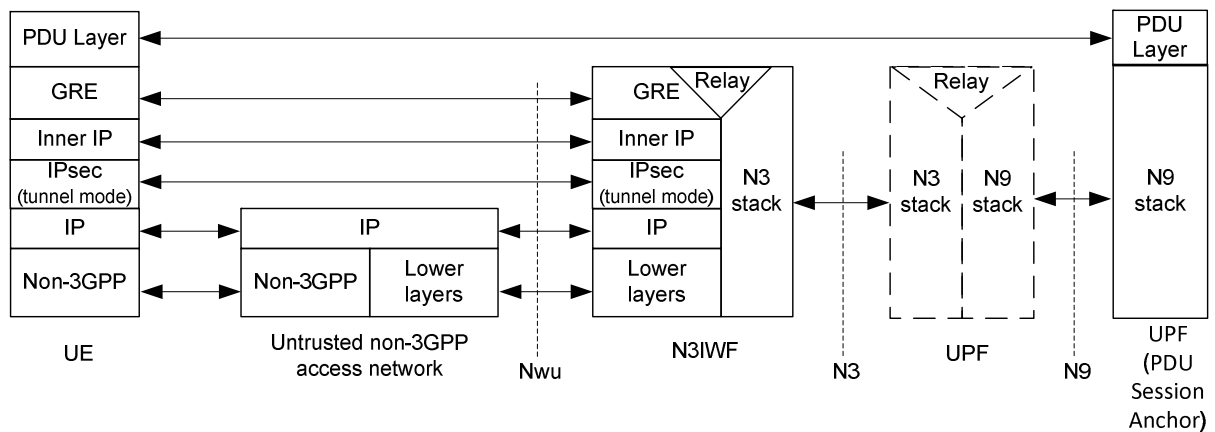 PDU Layer
PDU
Layer
GRE
GRE
Relay
Relay
Inner IP
Inner IP
IPsec
(tunnel mode)
IPsec
(tunnel mode)
N3
stack
N3
stack
N9
stack
N9
stack
IP
IP
IP
Non-3GPP
Non-3GPP
Lower
layers
Lower
layers
UE
Untrusted non-3GPP
access network
Nwu
N3IWF
N3
UPF
N9
UPF
(PDU
Session
Anchor)